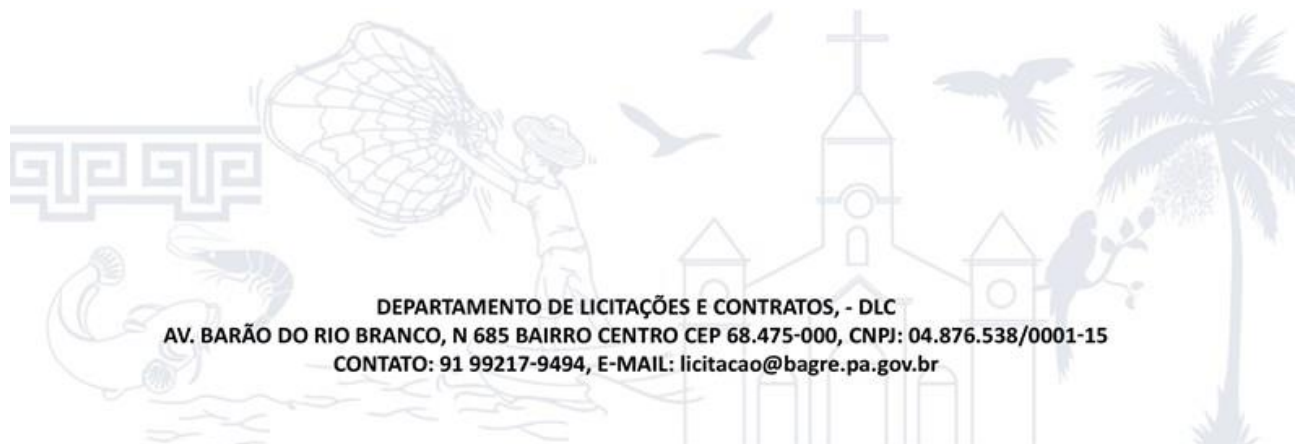 DEPARTAMENTO DE LICITAÇÕES E CONTRATOS, - DLC
AV. BARÃO DO RIO BRANCO, N 685 BAIRRO CENTRO CEP 68.475-000, CNPJ: 04.876.538/0001-15
CONTATO: 91 99217-9494, E-MAIL: licitacao@bagre.pa.gov.br